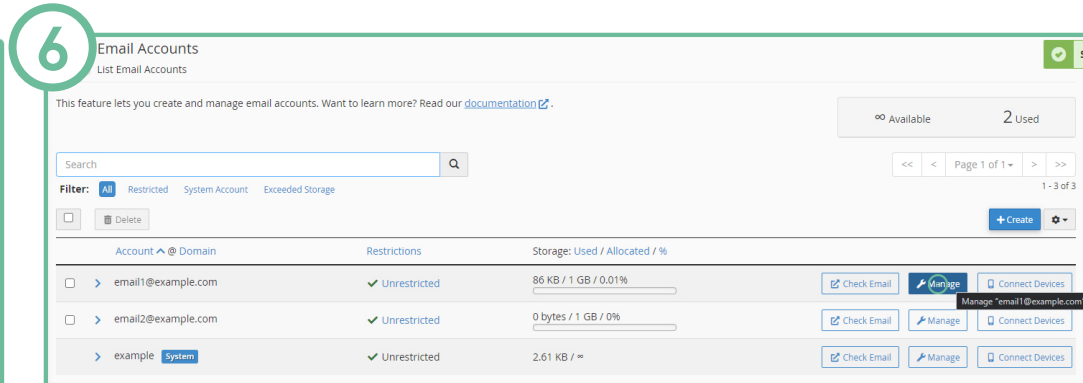 6
Email Accounts
List Email Accounts
S
This feature lets you create and manage email accounts. Want to learn more? Read our documentation.
∞ Available 2 Used
Search
<< < Page 1 of 1 > >>
Filter: All Restricted System Account Exceeded Storage
1 - 3 of 3
Delete
+ Create
Account @ Domain Restrictions Storage: Used / Allocated / %
email1@example.com Unrestricted 86 KB / 1 GB / 0.01% Check Email Manage Connect Devices
Manage "email1@example.com"
email2@example.com Unrestricted 0 bytes / 1 GB / 0% Check Email Manage Connect Devices
example System Unrestricted 2.61 KB / ∞ Check Email Manage Connect Devices